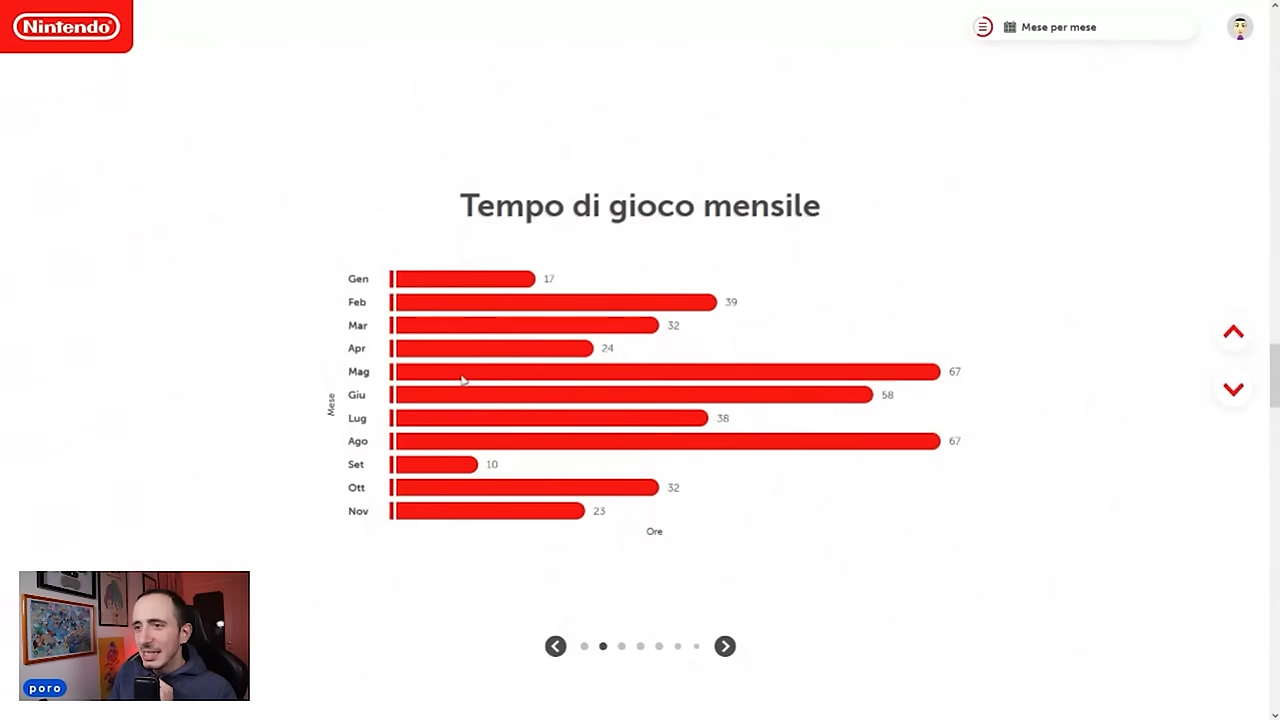 Nintendo
Mese per mese
Tempo di gioco mensile
Gen 17
Feb 39
Mar 32
Apr 24
Mag 67
Giu 58
Lug 38
Ago 67
Set 10
Ott 32
Nov 23
Mese
Ore
poro